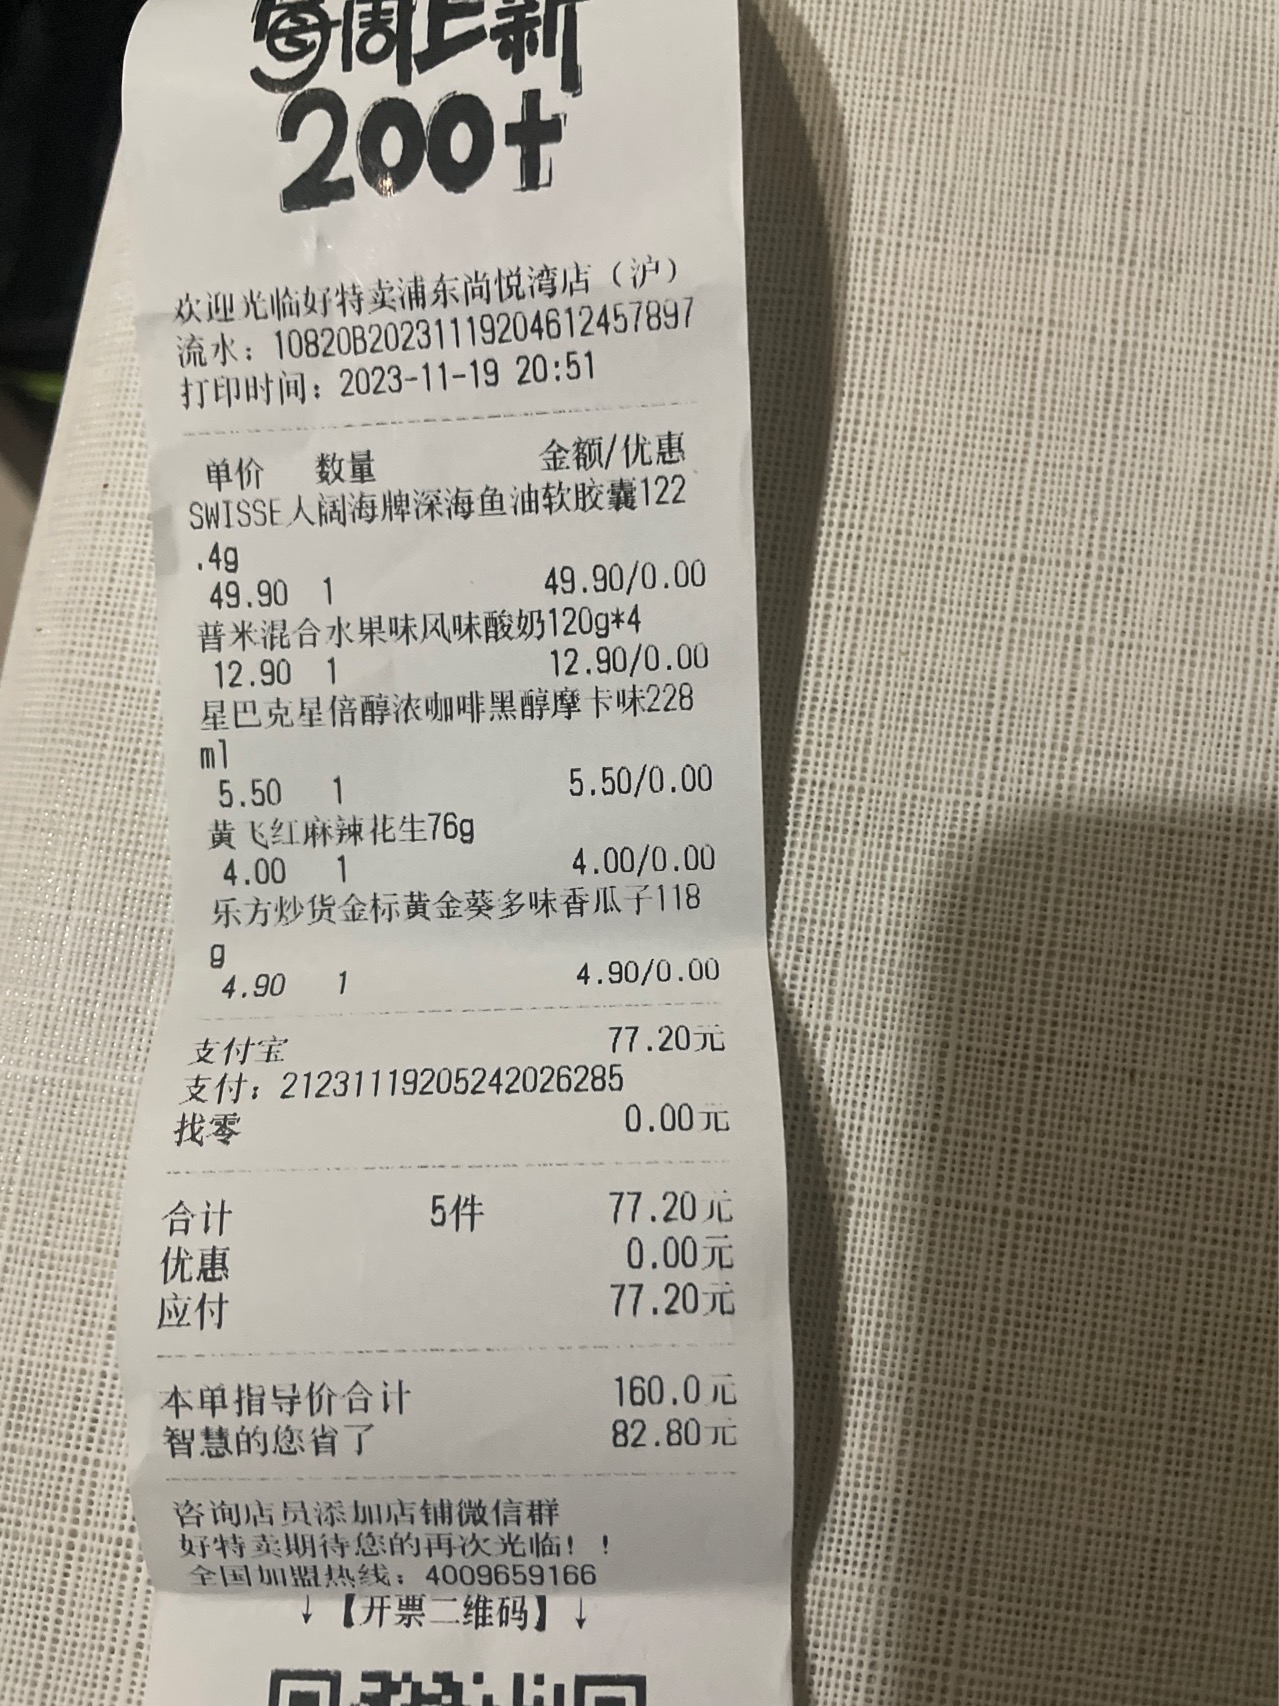 每周上新
200+
欢迎光临好特卖浦东尚悦湾店（沪）
流水：10820B20231119204612457897
打印时间：2023-11-19 20:51
单价 数量 金额/优惠
SWISSE人阔海牌深海鱼油软胶囊122
.4g
49.90 1 49.90/0.00
普米混合水果味风味酸奶120g*4
12.90 1 12.90/0.00
星巴克星倍醇浓咖啡黑醇摩卡味228
ml
5.50 1 5.50/0.00
黄飞红麻辣花生76g
4.00 1 4.00/0.00
乐方炒货金标黄金葵多味香瓜子118
g
4.90 1 4.90/0.00
支付宝 77.20元
支付：21231119205242026285
找零 0.00元
合计 5件 77.20元
优惠 0.00元
应付 77.20元
本单指导价合计 160.0元
智慧的您省了 82.80元
咨询店员添加店铺微信群
好特卖期待您的再次光临！！
全国加盟热线：4009659166
↓【开票二维码】↓